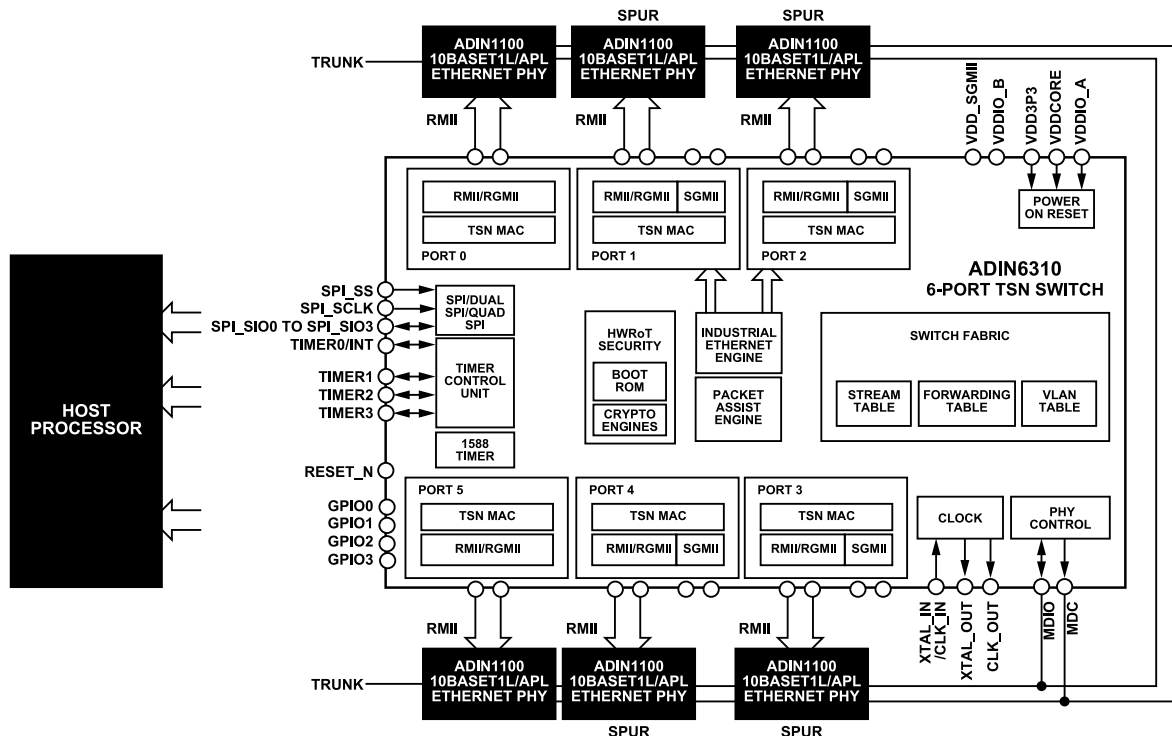 SPUR
ADIN1100
10BASET1L/APL
ETHERNET PHY
ADIN1100
10BASET1L/APL
ETHERNET PHY
ADIN1100
10BASET1L/APL
ETHERNET PHY
SPUR
TRUNK
RMII
RMII
RMII
VDD_SGMII
VDDIO_B
VDD3P3
VDDCORE
VDDIO_A
RMII/RGMII
TSN MAC
PORT 0
RMII/RGMII
SGMII
TSN MAC
PORT 1
RMII/RGMII
SGMII
TSN MAC
PORT 2
POWER
ON RESET
ADIN6310
6-PORT TSN SWITCH
HOST
PROCESSOR
SPI_SS
SPI_SCLK
SPI_SIO0 TO SPI_SIO3
TIMER0/INT
TIMER1
TIMER2
TIMER3
RESET_N
GPIO0
GPIO1
GPIO2
GPIO3
SPI/DUAL
SPI/QUAD
SPI
TIMER
CONTROL
UNIT
1588
TIMER
HWRoT
SECURITY
BOOT
ROM
CRYPTO
ENGINES
INDUSTRIAL
ETHERNET
ENGINE
PACKET
ASSIST
ENGINE
SWITCH FABRIC
STREAM
TABLE
FORWARDING
TABLE
VLAN
TABLE
PORT 5
TSN MAC
RMII/RGMII
PORT 4
TSN MAC
RMII/RGMII
SGMII
PORT 3
TSN MAC
RMII/RGMII
SGMII
CLOCK
PHY
CONTROL
XTAL_IN
/CLK_IN
XTAL_OUT
CLK_OUT
MDIO
MDC
RMII
RMII
RMII
TRUNK
ADIN1100
10BASET1L/APL
ETHERNET PHY
ADIN1100
10BASET1L/APL
ETHERNET PHY
ADIN1100
10BASET1L/APL
ETHERNET PHY
SPUR
SPUR